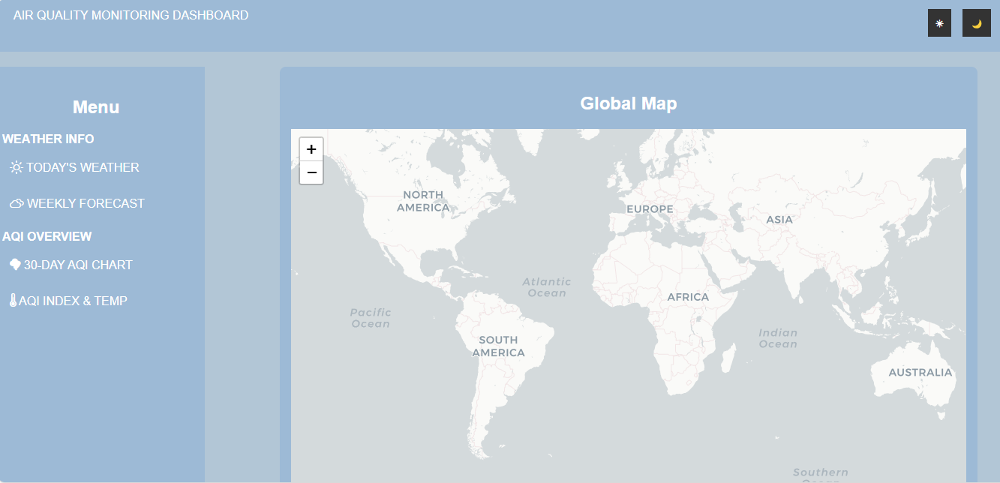 AIR QUALITY MONITORING DASHBOARD
Menu
WEATHER INFO
TODAY'S WEATHER
WEEKLY FORECAST
AQI OVERVIEW
30-DAY AQI CHART
AQI INDEX & TEMP
Global Map
+
−
NORTH
AMERICA
EUROPE
ASIA
Atlantic
Ocean
AFRICA
Pacific
Ocean
Indian
Ocean
SOUTH
AMERICA
AUSTRALIA
Southern